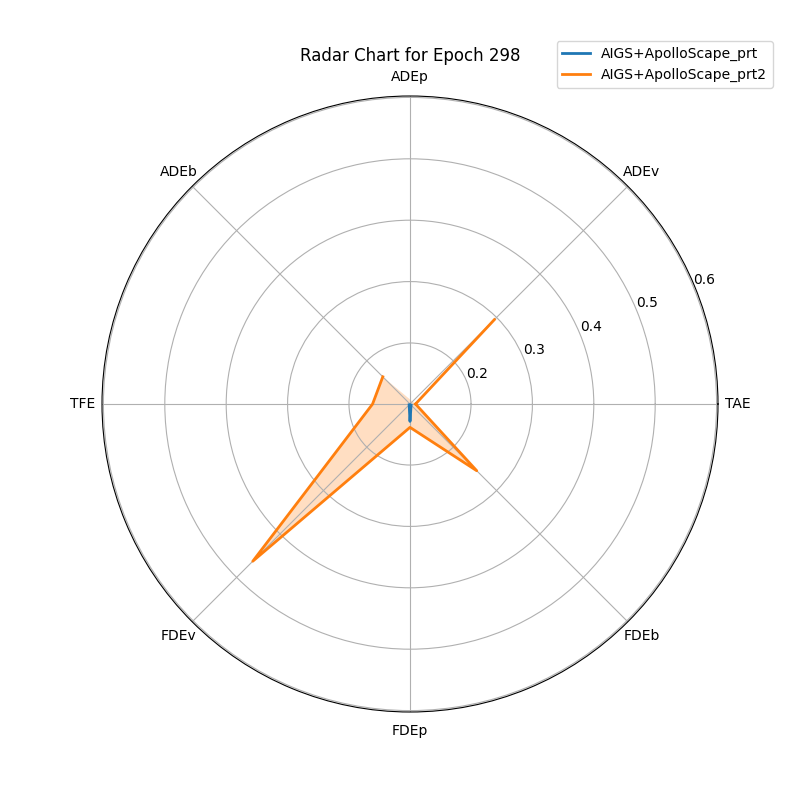 AIGS+ApolloScape_prt
AIGS+ApolloScape_prt2
Radar Chart for Epoch 298
ADEp
ADEb
ADEv
0.6
0.5
0.4
0.3
0.2
TFE
TAE
FDEv
FDEb
FDEp